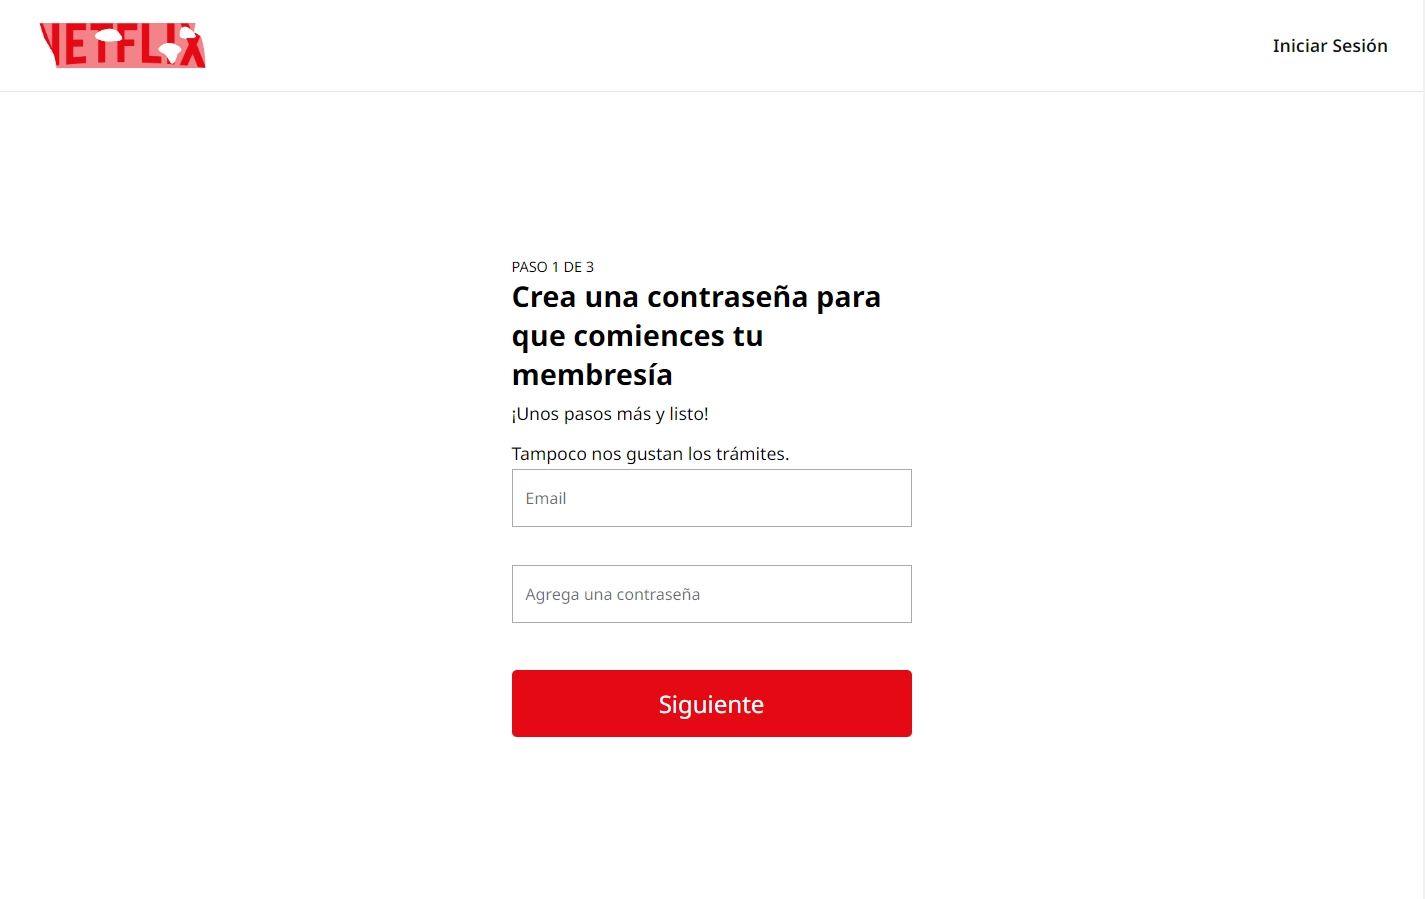 NETFLIX
Iniciar Sesión
PASO 1 DE 3
Crea una contraseña para
que comiences tu
membresía
¡Unos pasos más y listo!
Tampoco nos gustan los trámites.
Email
Agrega una contraseña
Siguiente